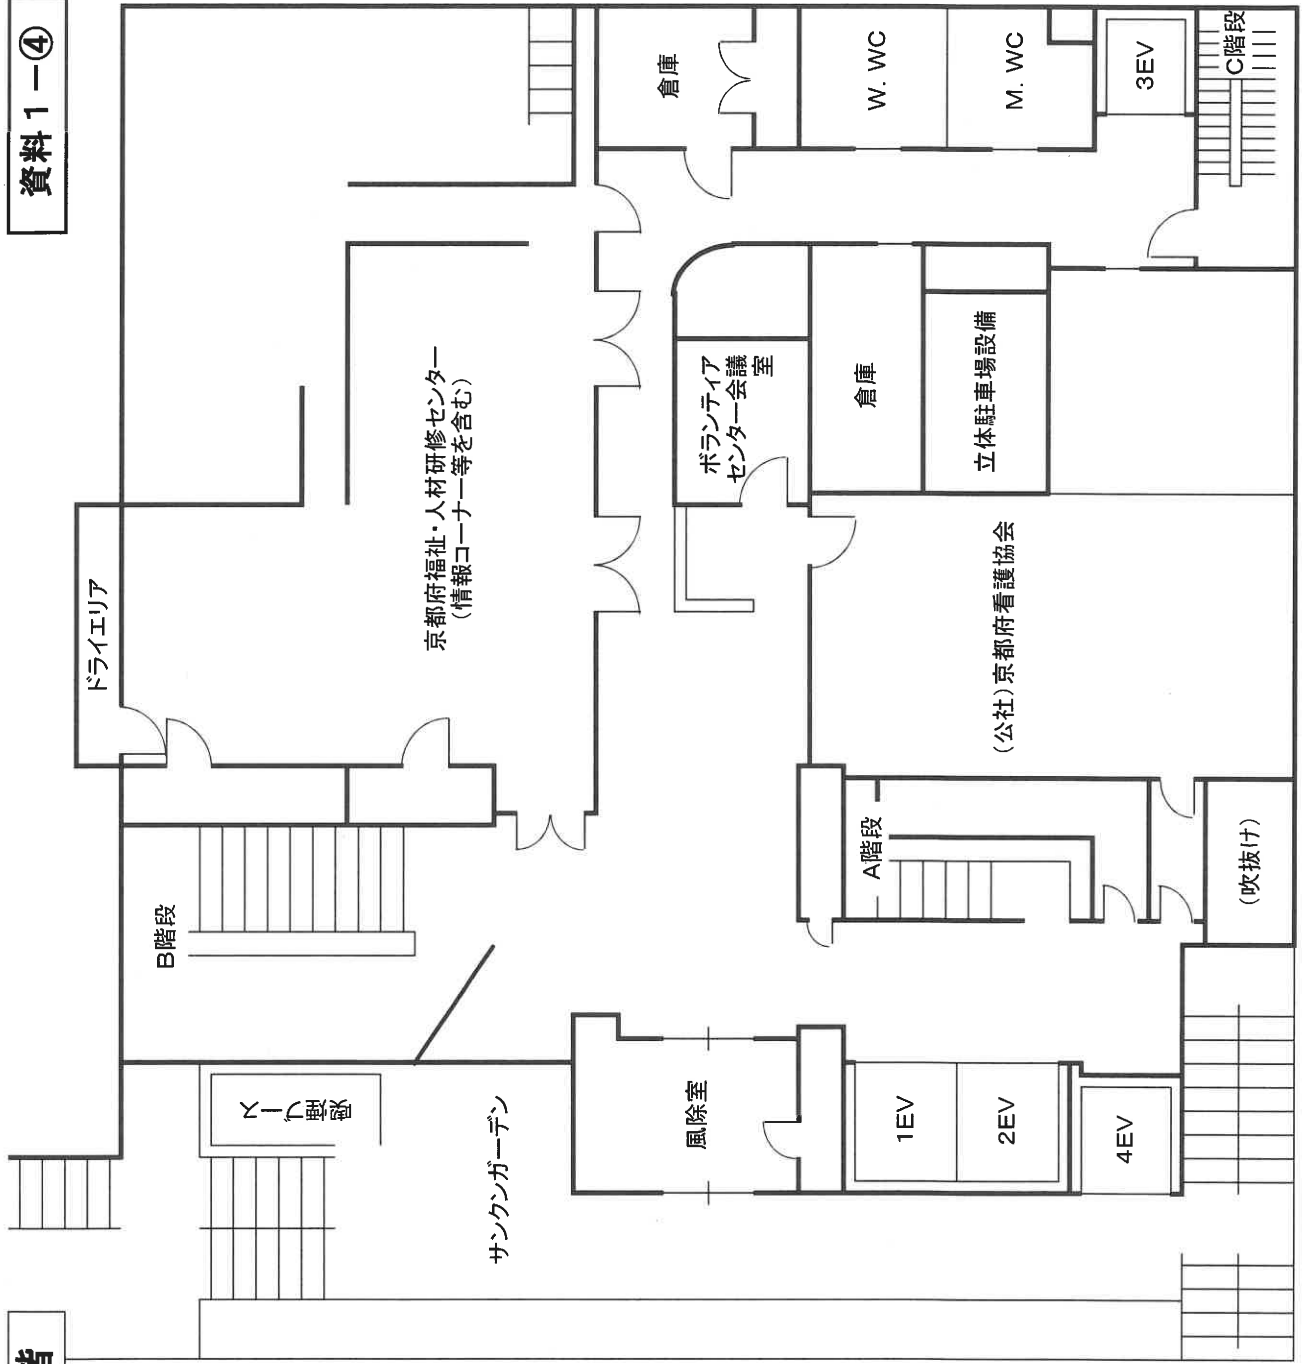 資料1－④
ドライエリア
京都府福祉・人材研修センター
（情報コーナー等を含む）
倉庫
W. WC
M. WC
3EV
C階段
ボランティア
センター会議
室
倉庫
立体駐車場設備
（公社）京都府看護協会
B階段
A階段
（吹抜け）
喫煙
ブース
サンクンガーデン
風除室
1EV
2EV
4EV
階